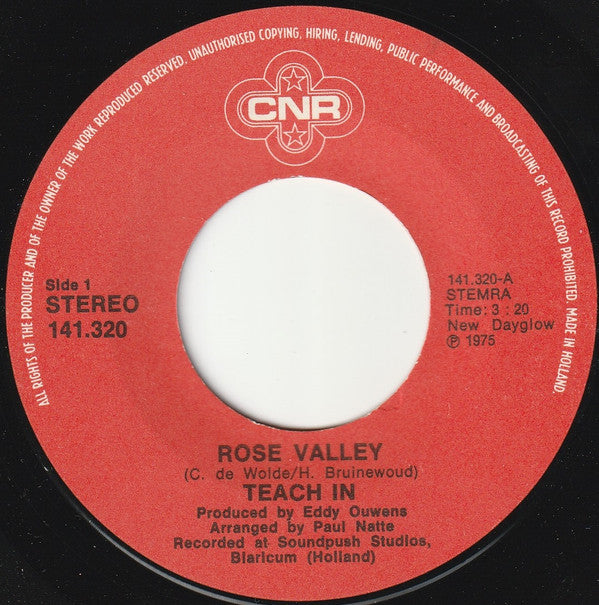 ALL RIGHTS OF THE PRODUCER AND OF THE OWNER OF THE WORK REPRODUCED RESERVED. UNAUTHORISED COPYING, HIRING, LENDING, PUBLIC PERFORMANCE AND BROADCASTING OF THIS RECORD PROHIBITED. MADE IN HOLLAND.
CNR
Side 1
STEREO
141.320
141.320-A
STEMRA
Time: 3 : 20
New Dayglow
℗ 1975
ROSE VALLEY
(C. de Wolde/H. Bruinewoud)
TEACH IN
Produced by Eddy Ouwens
Arranged by Paul Natte
Recorded at Soundpush Studios,
Blaricum (Holland)